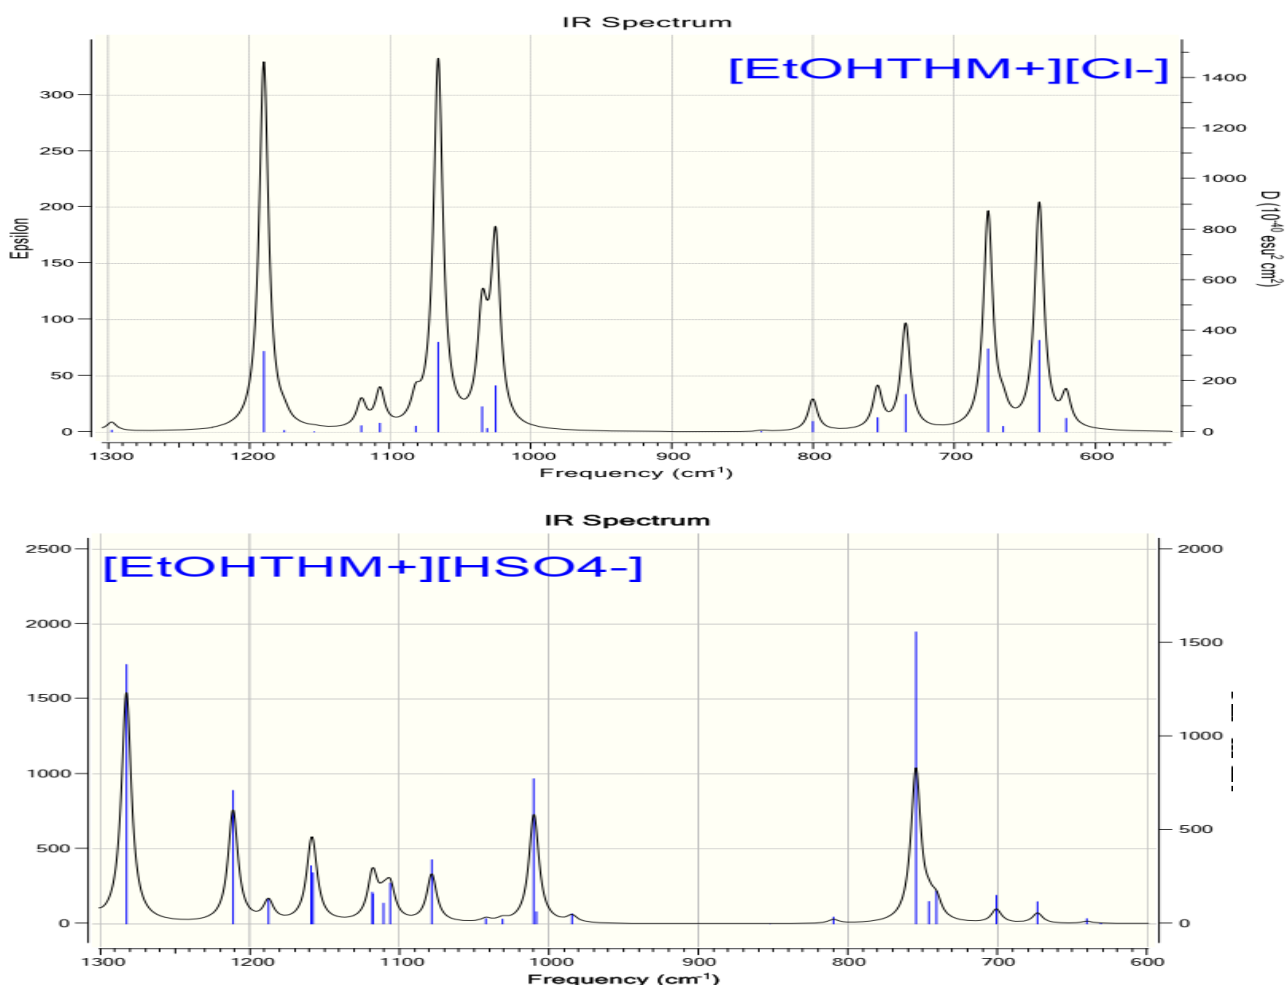 IR Spectrum
[EtOHTHM+][Cl-]
300
250
200
150
100
50
0
Epsilon
1400
1200
1000
800
600
400
200
0
D (10⁻⁴⁰ esu² cm²)
1300 1200 1100 1000 900 800 700 600
Frequency (cm⁻¹)
IR Spectrum
[EtOHTHM+][HSO4-]
2500
2000
1500
1000
500
0
2000
1500
1000
500
0
1300 1200 1100 1000 900 800 700 600
Frequency (cm⁻¹)